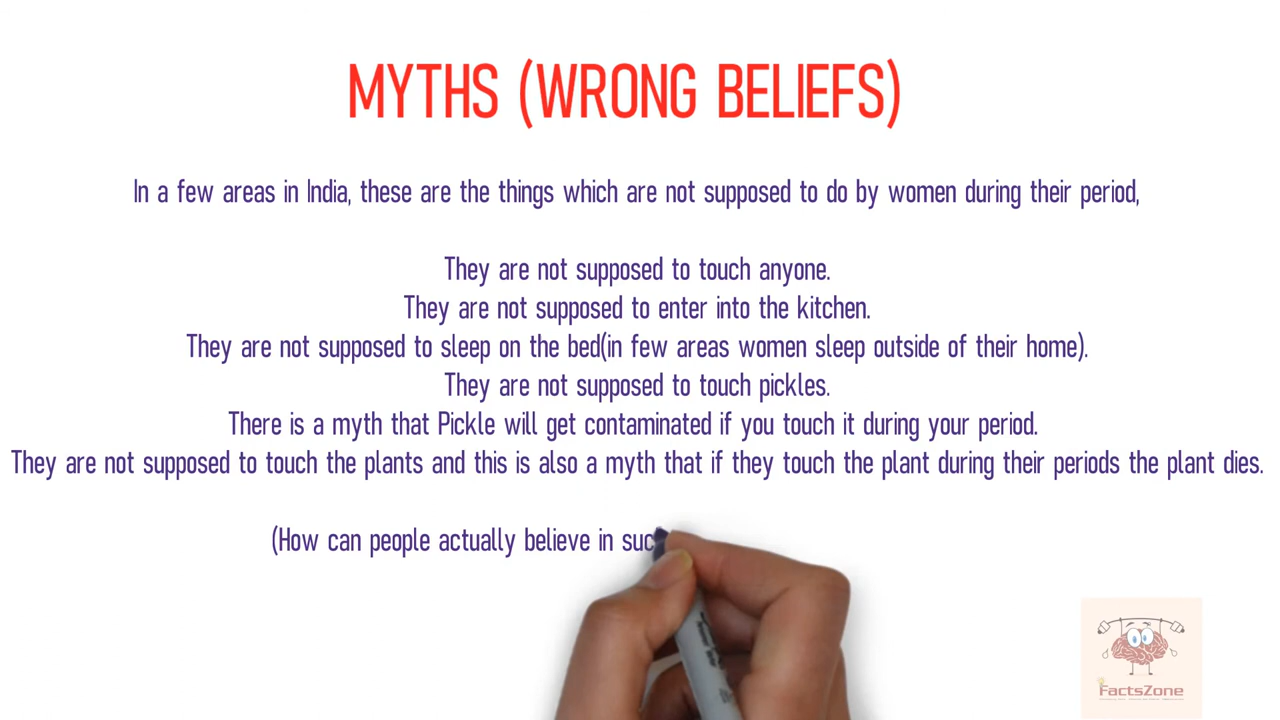 MYTHS (WRONG BELIEFS)
In a few areas in India, these are the things which are not supposed to do by women during their period,
They are not supposed to touch anyone.
They are not supposed to enter into the kitchen.
They are not supposed to sleep on the bed(in few areas women sleep outside of their home).
They are not supposed to touch pickles.
There is a myth that Pickle will get contaminated if you touch it during your period.
They are not supposed to touch the plants and this is also a myth that if they touch the plant during their periods the plant dies.
(How can people actually believe in suc
FactsZone